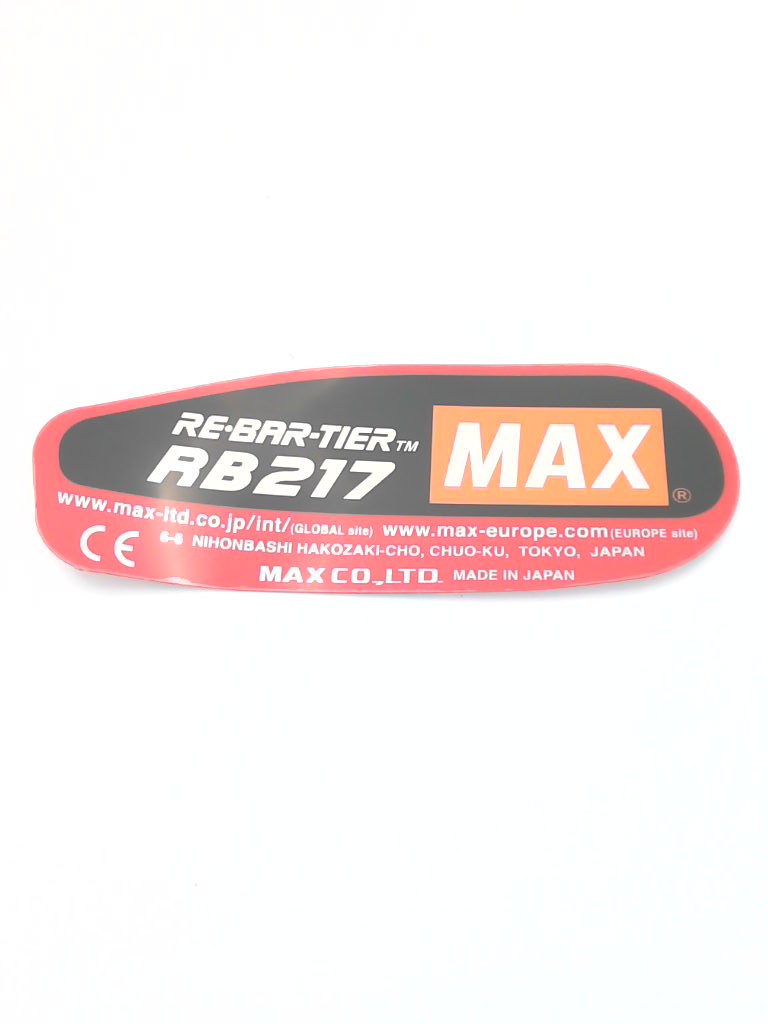 RE·BAR-TIER™
RB217
MAX®
www.max-ltd.co.jp/int/(GLOBAL site) www.max-europe.com(EUROPE site)
CE 6-6 NIHONBASHI HAKOZAKI-CHO, CHUO-KU, TOKYO, JAPAN
MAX CO.,LTD. MADE IN JAPAN